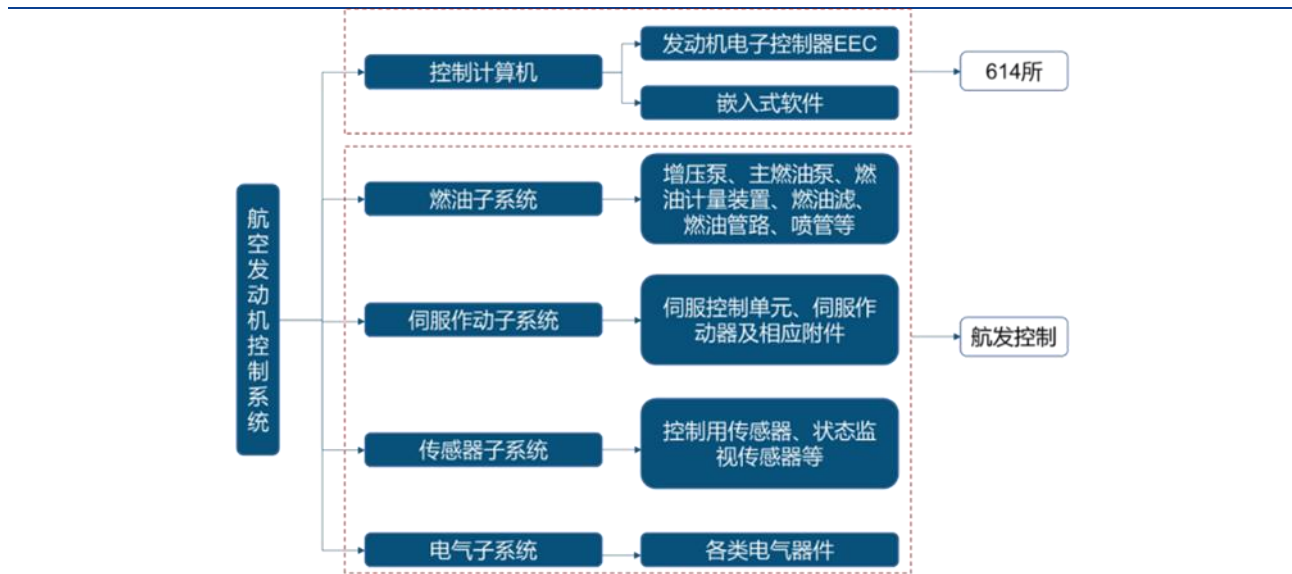 航空发动机控制系统
控制计算机
发动机电子控制器EEC
嵌入式软件
614所
燃油子系统
增压泵、主燃油泵、燃
油计量装置、燃油滤、
燃油管路、喷管等
伺服作动子系统
伺服控制单元、伺服作
动器及相应附件
航发控制
传感器子系统
控制用传感器、状态监
视传感器等
电气子系统
各类电气器件